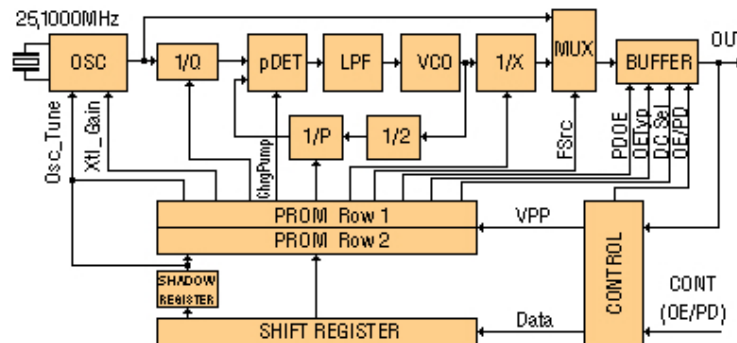 25,1000MHz
OUT
OSC
1/Q
pDET
LPF
VCO
1/X
MUX
BUFFER
1/P
1/2
Osc_Tune
Xtl_Gain
ChrgPump
FSrc
PDOE
OETyp
DC Sel
OE/PD
PROM Row 1
PROM Row 2
VPP
CONTROL
SHADOW
REGISTER
CONT
(OE/PD)
SHIFT REGISTER
Data